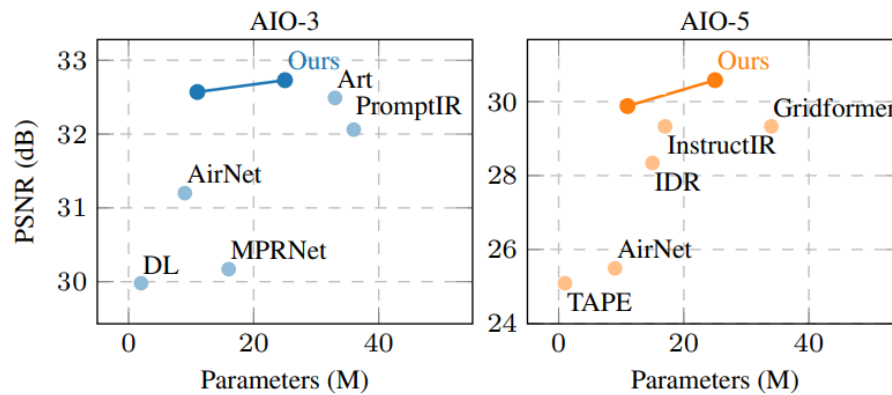 AIO-3
33
32
31
30
PSNR (dB)
Ours
Art
PromptIR
AirNet
MPRNet
DL
0
20
40
Parameters (M)
AIO-5
30
28
26
24
Ours
Gridformer
InstructIR
IDR
AirNet
TAPE
0
20
40
Parameters (M)